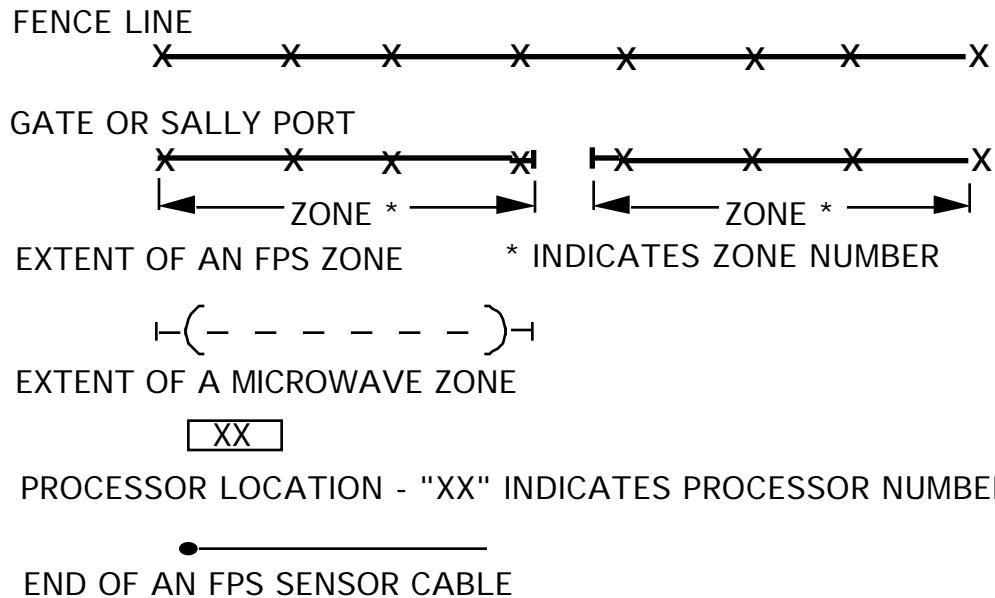 FENCE LINE
X X X X X X X X
GATE OR SALLY PORT
X X X X X X X X
ZONE * ZONE *
EXTENT OF AN FPS ZONE * INDICATES ZONE NUMBER
EXTENT OF A MICROWAVE ZONE
XX
PROCESSOR LOCATION - "XX" INDICATES PROCESSOR NUMBE
END OF AN FPS SENSOR CABLE